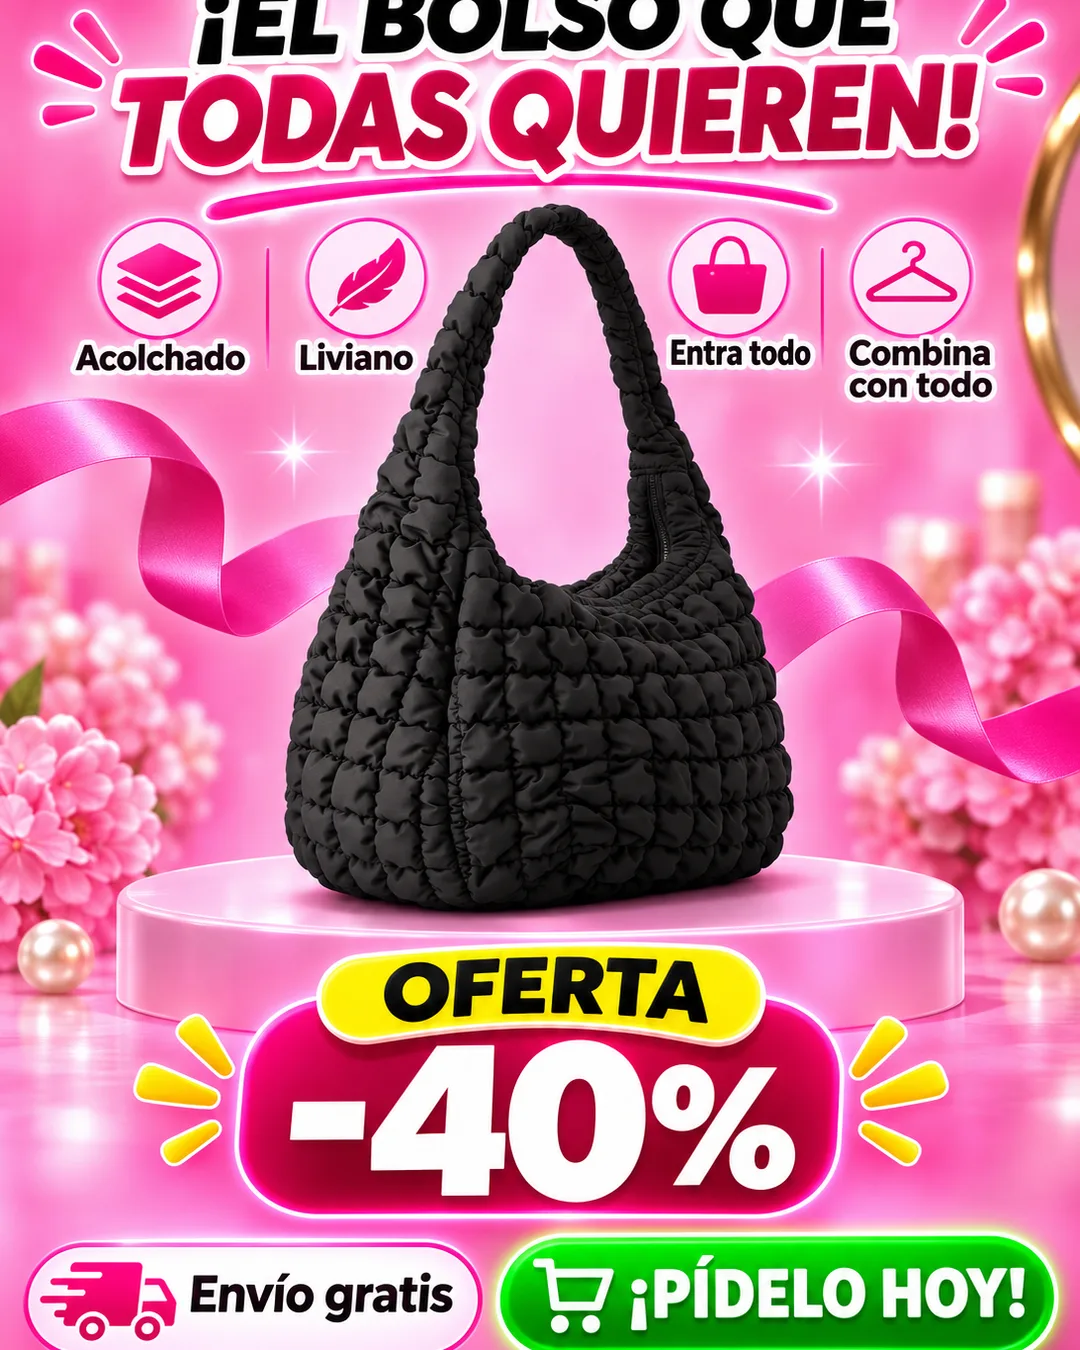 ¡EL BOLSO QUE
TODAS QUIEREN!
Acolchado
Liviano
Entra todo
Combina
con todo
OFERTA
-40%
Envío gratis
¡PÍDELO HOY!